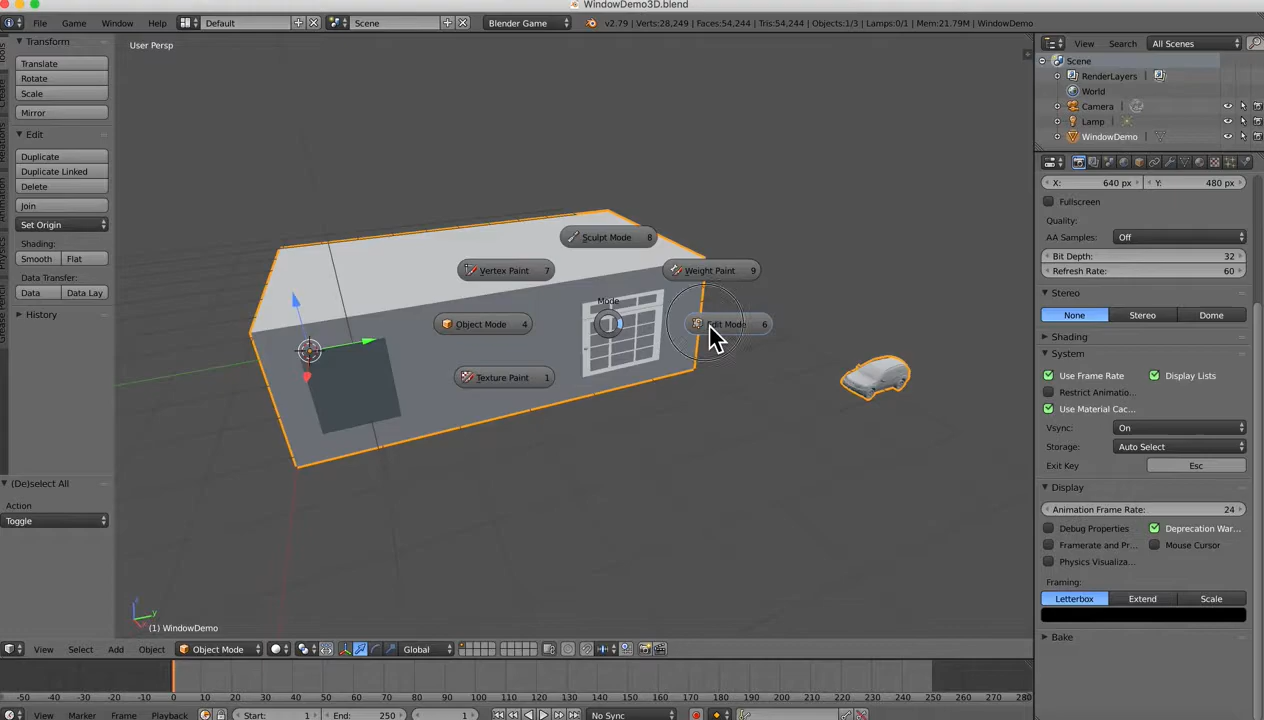 WindowDemo3D.blend
File Game Window Help Default Scene Blender Game v2.79 | Verts:28,249 | Faces:54,244 | Tris:54,244 | Objects:1/3 | Lamps:0/1 | Mem:21.79M | WindowDemo
Transform
Translate
Rotate
Scale
Mirror
Edit
Duplicate
Duplicate Linked
Delete
Join
Set Origin
Shading:
Smooth Flat
Data Transfer:
Data Data Lay
History
(De)select All
Action
Toggle
Tools
Create
Relations
Animation
Physics
Grease Pencil
User Persp
Sculpt Mode 8
Vertex Paint 7
Weight Paint 9
Mode
Object Mode 4
Edit Mode 6
Texture Paint 1
(1) WindowDemo
View Select Add Object Object Mode Global
-50 -40 -30 -20 -10 0 10 20 30 40 50 60 70 80 90 100 110 120 130 140 150 160 170 180 190 200 210 220 230 240 250 260 270 280
View Marker Frame Playback Start: 1 End: 250 1 No Sync
View Search All Scenes
Scene
RenderLayers
World
Camera
Lamp
WindowDemo
X: 640 px Y: 480 px
Fullscreen
Quality:
AA Samples: Off
Bit Depth: 32
Refresh Rate: 60
Stereo
None Stereo Dome
Shading
System
Use Frame Rate Display Lists
Restrict Animatio...
Use Material Cac...
Vsync: On
Storage: Auto Select
Exit Key Esc
Display
Animation Frame Rate: 24
Debug Properties Deprecation War...
Framerate and Pr... Mouse Cursor
Physics Visualiza...
Framing:
Letterbox Extend Scale
Bake